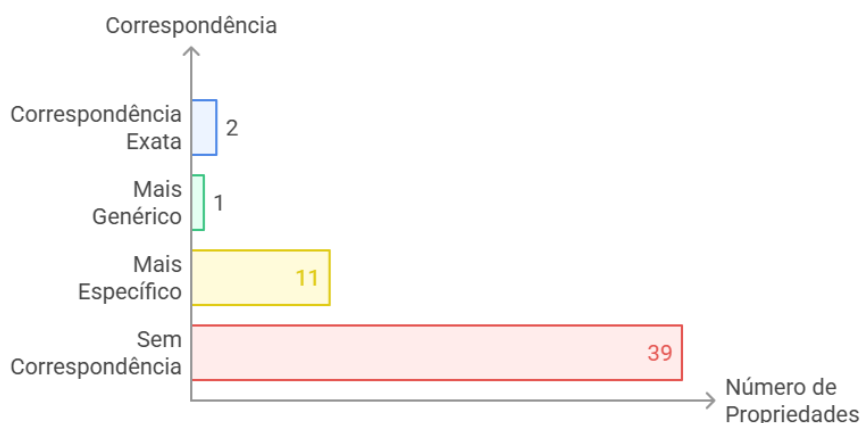 Correspondência
Correspondência
Exata
2
Mais
Genérico
1
Mais
Específico
11
Sem
Correspondência
39
Número de
Propriedades